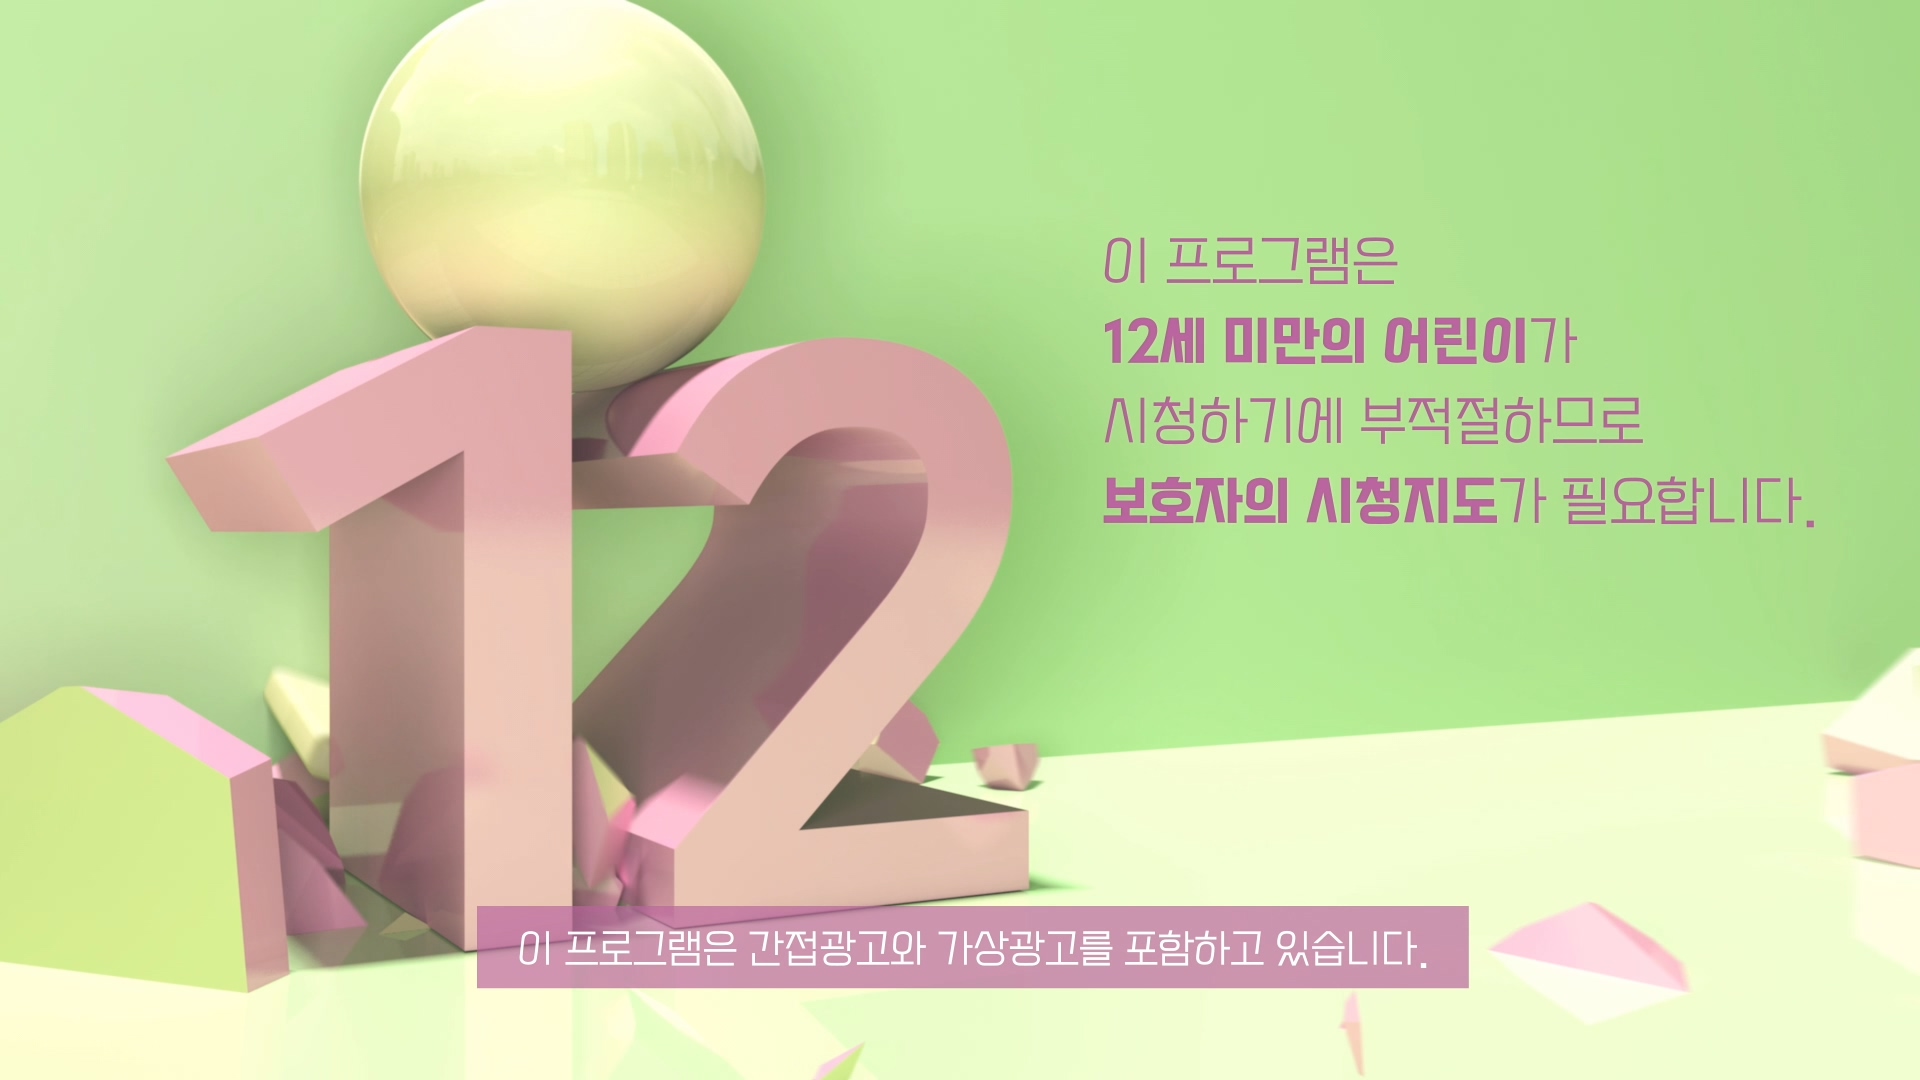 12
이 프로그램은
12세 미만의 어린이가
시청하기에 부적절하므로
보호자의 시청지도가 필요합니다.
이 프로그램은 간접광고와 가상광고를 포함하고 있습니다.